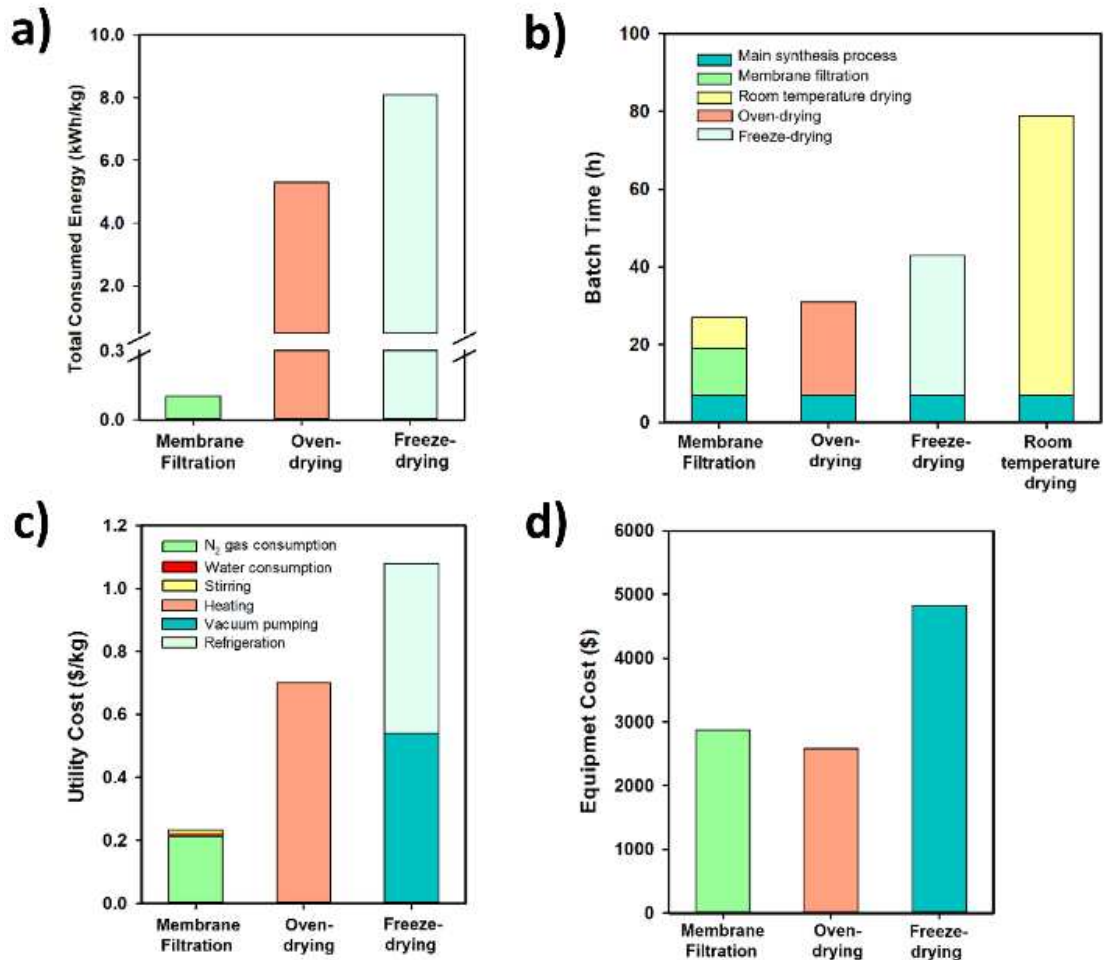 a)
Total Consumed Energy (kWh/kg)
10.0
8.0
6.0
4.0
2.0
0.3
0.0
Membrane
Filtration
Oven-
drying
Freeze-
drying
b)
Batch Time (h)
100
80
60
40
20
0
Main synthesis process
Membrane filtration
Room temperature drying
Oven-drying
Freeze-drying
Membrane
Filtration
Oven-
drying
Freeze-
drying
Room
temperature
drying
c)
Utility Cost ($/kg)
1.2
1.0
0.8
0.6
0.4
0.2
0.0
N₂ gas consumption
Water consumption
Stirring
Heating
Vacuum pumping
Refrigeration
Membrane
Filtration
Oven-
drying
Freeze-
drying
d)
Equipmet Cost ($)
6000
5000
4000
3000
2000
1000
0
Membrane
Filtration
Oven-
drying
Freeze-
drying